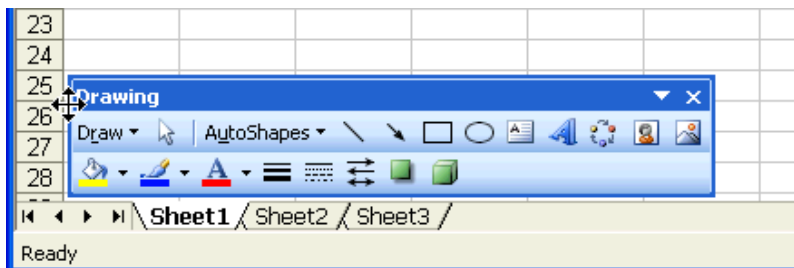 23
24
25
Drawing
26
Draw AutoShapes
27
A
28
Sheet1 / Sheet2 / Sheet3 /
Ready